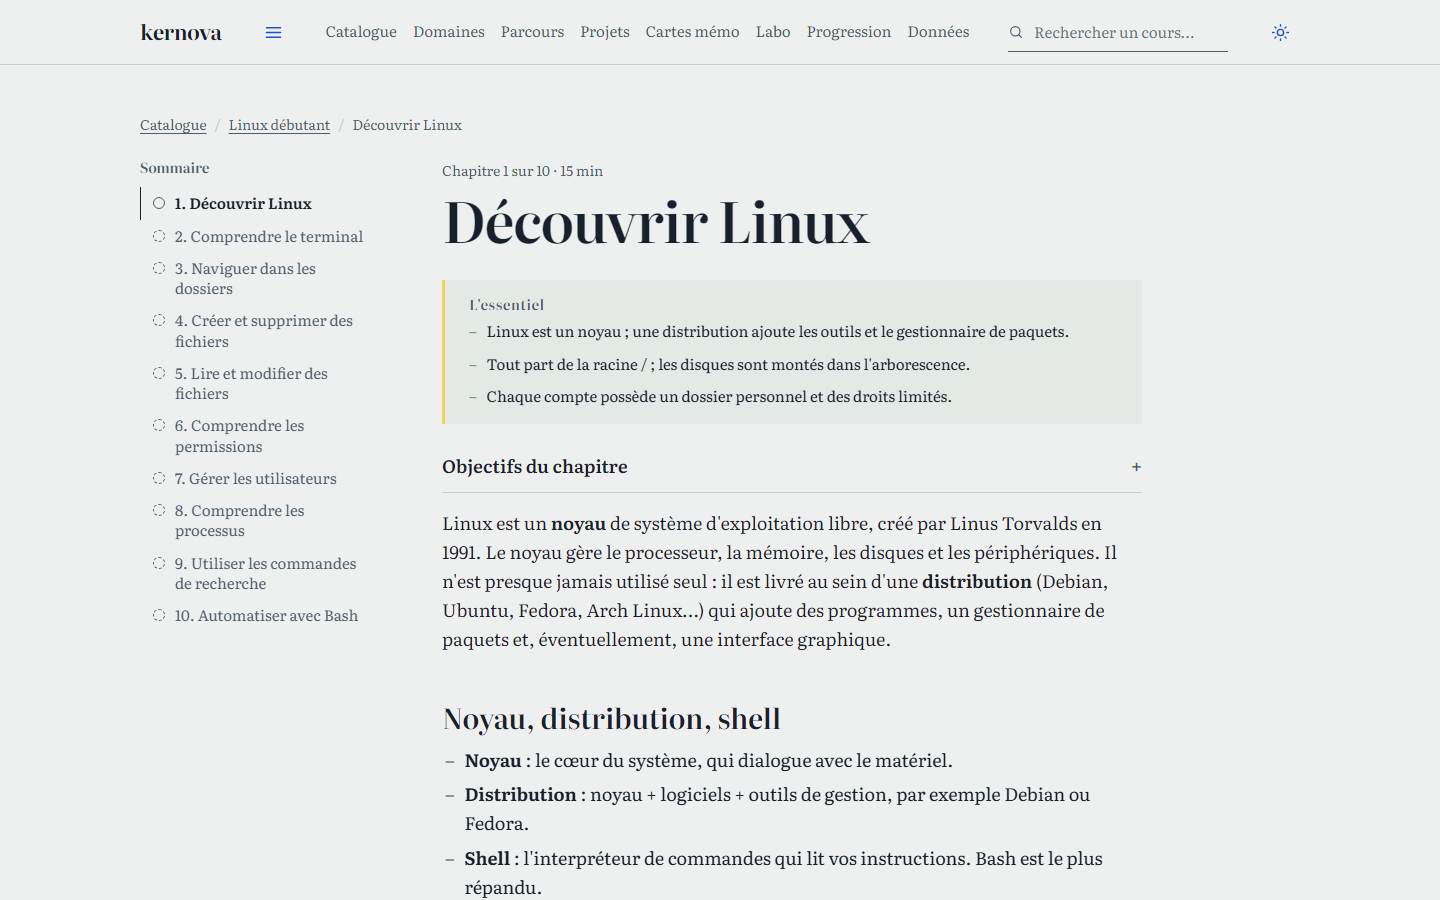 kernova
Catalogue Domaines Parcours Projets Cartes mémo Labo Progression Données
Rechercher un cours...
Catalogue / Linux débutant / Découvrir Linux
Sommaire
1. Découvrir Linux
2. Comprendre le terminal
3. Naviguer dans les
dossiers
4. Créer et supprimer des
fichiers
5. Lire et modifier des
fichiers
6. Comprendre les
permissions
7. Gérer les utilisateurs
8. Comprendre les
processus
9. Utiliser les commandes
de recherche
10. Automatiser avec Bash
Chapitre 1 sur 10 · 15 min
Découvrir Linux
L'essentiel
– Linux est un noyau ; une distribution ajoute les outils et le gestionnaire de paquets.
– Tout part de la racine / ; les disques sont montés dans l'arborescence.
– Chaque compte possède un dossier personnel et des droits limités.
Objectifs du chapitre +
Linux est un noyau de système d'exploitation libre, créé par Linus Torvalds en
1991. Le noyau gère le processeur, la mémoire, les disques et les périphériques. Il
n'est presque jamais utilisé seul : il est livré au sein d'une distribution (Debian,
Ubuntu, Fedora, Arch Linux…) qui ajoute des programmes, un gestionnaire de
paquets et, éventuellement, une interface graphique.
Noyau, distribution, shell
– Noyau : le cœur du système, qui dialogue avec le matériel.
– Distribution : noyau + logiciels + outils de gestion, par exemple Debian ou
Fedora.
– Shell : l'interpréteur de commandes qui lit vos instructions. Bash est le plus
répandu.